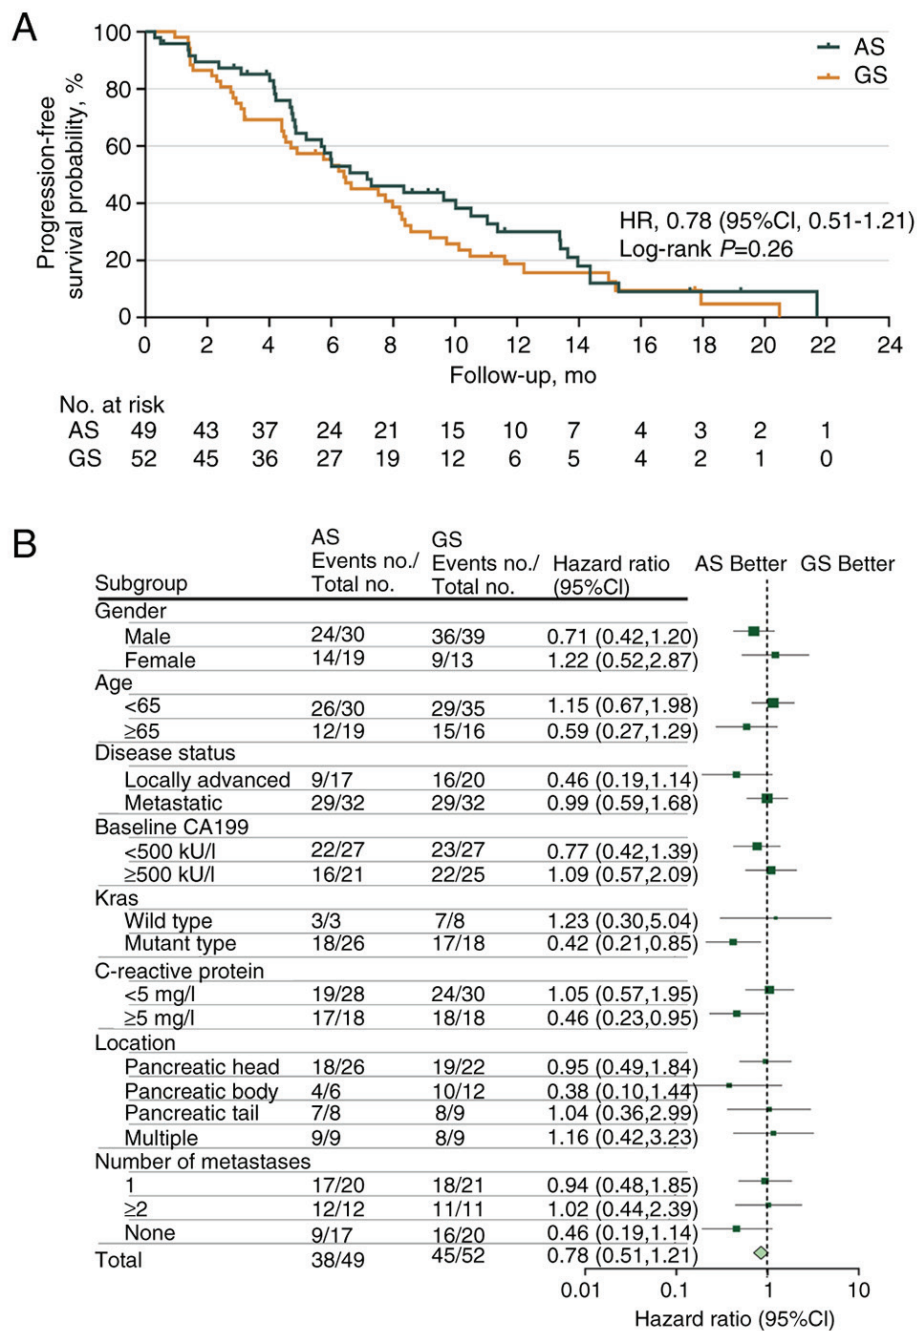 A
Progression-free
survival probability, %
100
80
60
40
20
0
AS
GS
HR, 0.78 (95%CI, 0.51-1.21)
Log-rank P=0.26
0 2 4 6 8 10 12 14 16 18 20 22 24
Follow-up, mo
No. at risk
AS 49 43 37 24 21 15 10 7 4 3 2 1
GS 52 45 36 27 19 12 6 5 4 2 1 0
B
Subgroup AS Events no./ Total no. GS Events no./ Total no. Hazard ratio (95%CI) AS Better GS Better
Gender
Male 24/30 36/39 0.71 (0.42,1.20)
Female 14/19 9/13 1.22 (0.52,2.87)
Age
<65 26/30 29/35 1.15 (0.67,1.98)
≥65 12/19 15/16 0.59 (0.27,1.29)
Disease status
Locally advanced 9/17 16/20 0.46 (0.19,1.14)
Metastatic 29/32 29/32 0.99 (0.59,1.68)
Baseline CA199
<500 kU/l 22/27 23/27 0.77 (0.42,1.39)
≥500 kU/l 16/21 22/25 1.09 (0.57,2.09)
Kras
Wild type 3/3 7/8 1.23 (0.30,5.04)
Mutant type 18/26 17/18 0.42 (0.21,0.85)
C-reactive protein
<5 mg/l 19/28 24/30 1.05 (0.57,1.95)
≥5 mg/l 17/18 18/18 0.46 (0.23,0.95)
Location
Pancreatic head 18/26 19/22 0.95 (0.49,1.84)
Pancreatic body 4/6 10/12 0.38 (0.10,1.44)
Pancreatic tail 7/8 8/9 1.04 (0.36,2.99)
Multiple 9/9 8/9 1.16 (0.42,3.23)
Number of metastases
1 17/20 18/21 0.94 (0.48,1.85)
≥2 12/12 11/11 1.02 (0.44,2.39)
None 9/17 16/20 0.46 (0.19,1.14)
Total 38/49 45/52 0.78 (0.51,1.21)
0.01 0.1 1 10
Hazard ratio (95%CI)